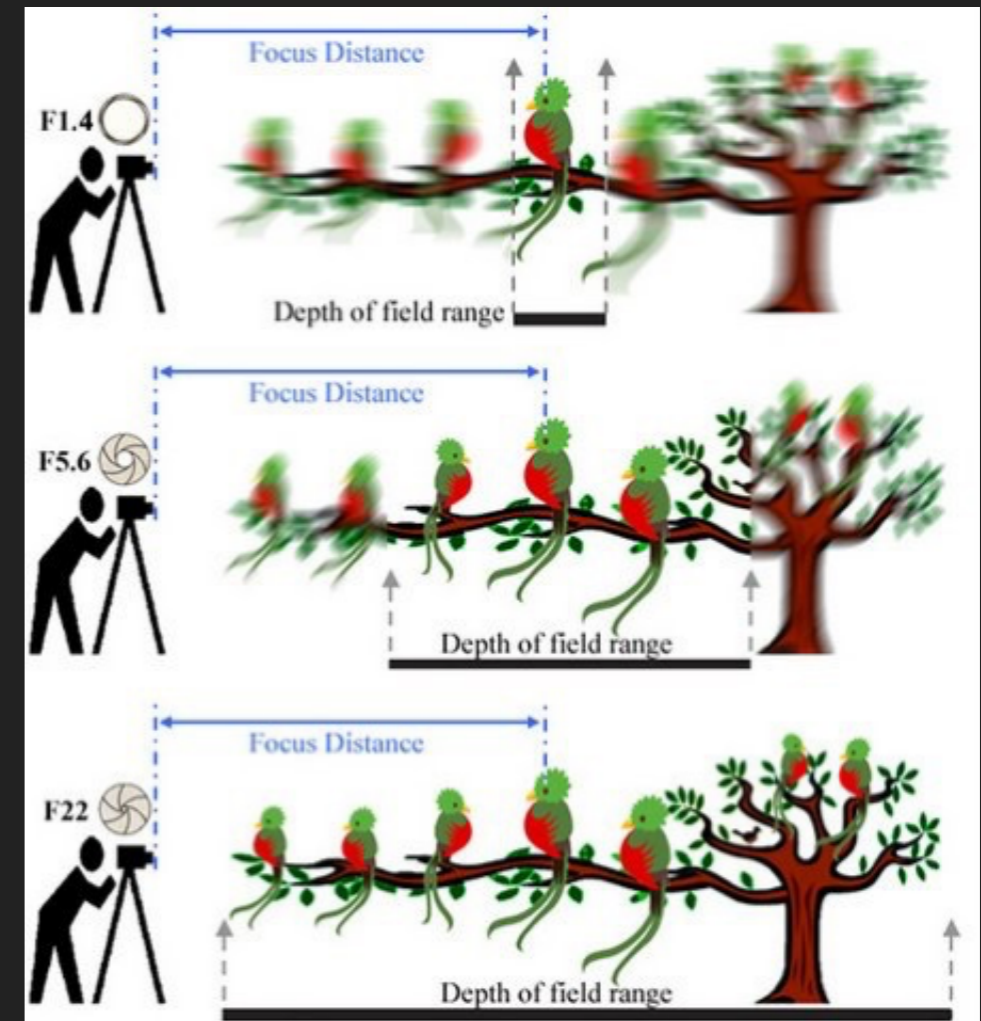 Focus Distance
F1.4
Depth of field range
Focus Distance
F5.6
Depth of field range
Focus Distance
F22
Depth of field range